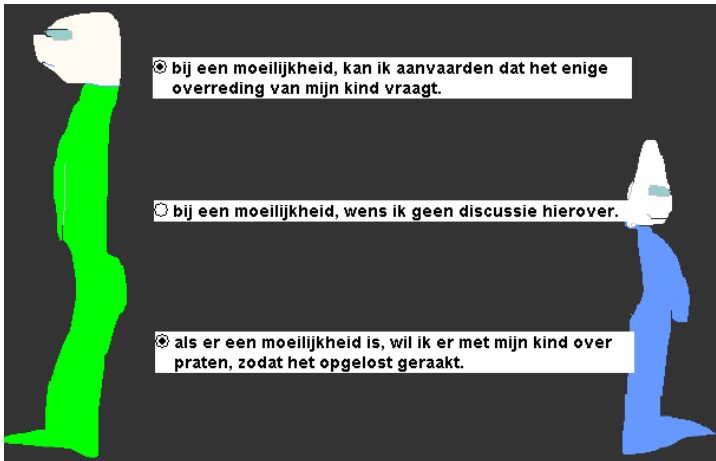 bij een moeilijkheid, kan ik aanvaarden dat het enige
overreding van mijn kind vraagt.
bij een moeilijkheid, wens ik geen discussie hierover.
als er een moeilijkheid is, wil ik er met mijn kind over
praten, zodat het opgelost geraakt.